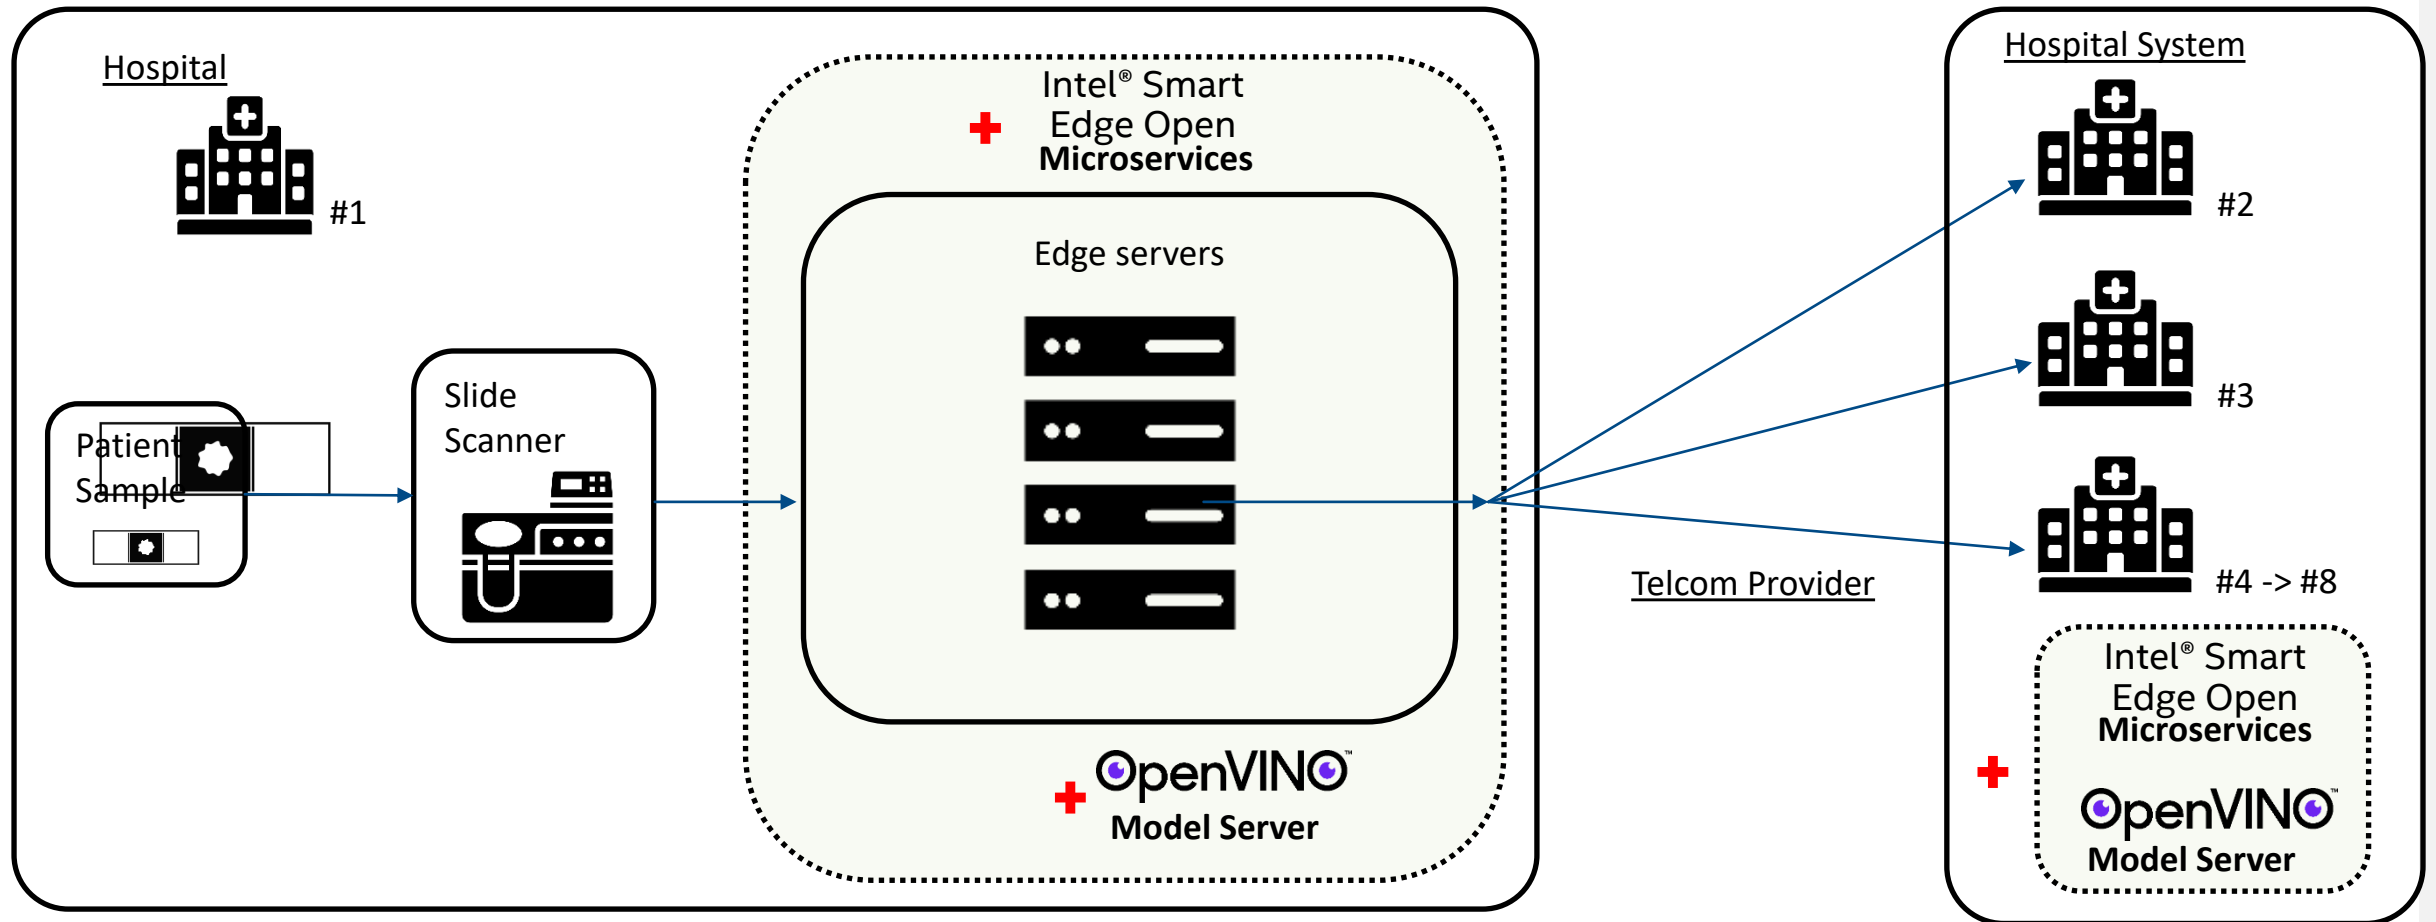 Hospital
#1
Patient
Sample
Slide
Scanner
Intel® Smart
Edge Open
Microservices
Edge servers
OpenVINO™
Model Server
Telcom Provider
Hospital System
#2
#3
#4 -> #8
Intel® Smart
Edge Open
Microservices
OpenVINO™
Model Server